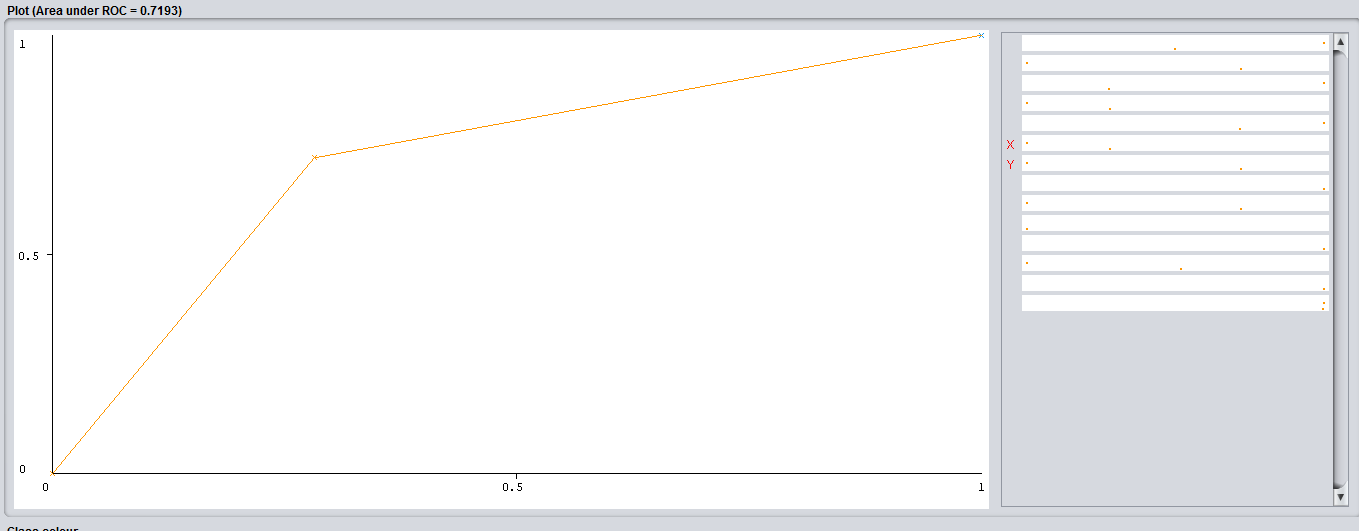 Plot (Area under ROC = 0.7193)
1
0.5
0
0
0.5
1
X
Y
Class colour